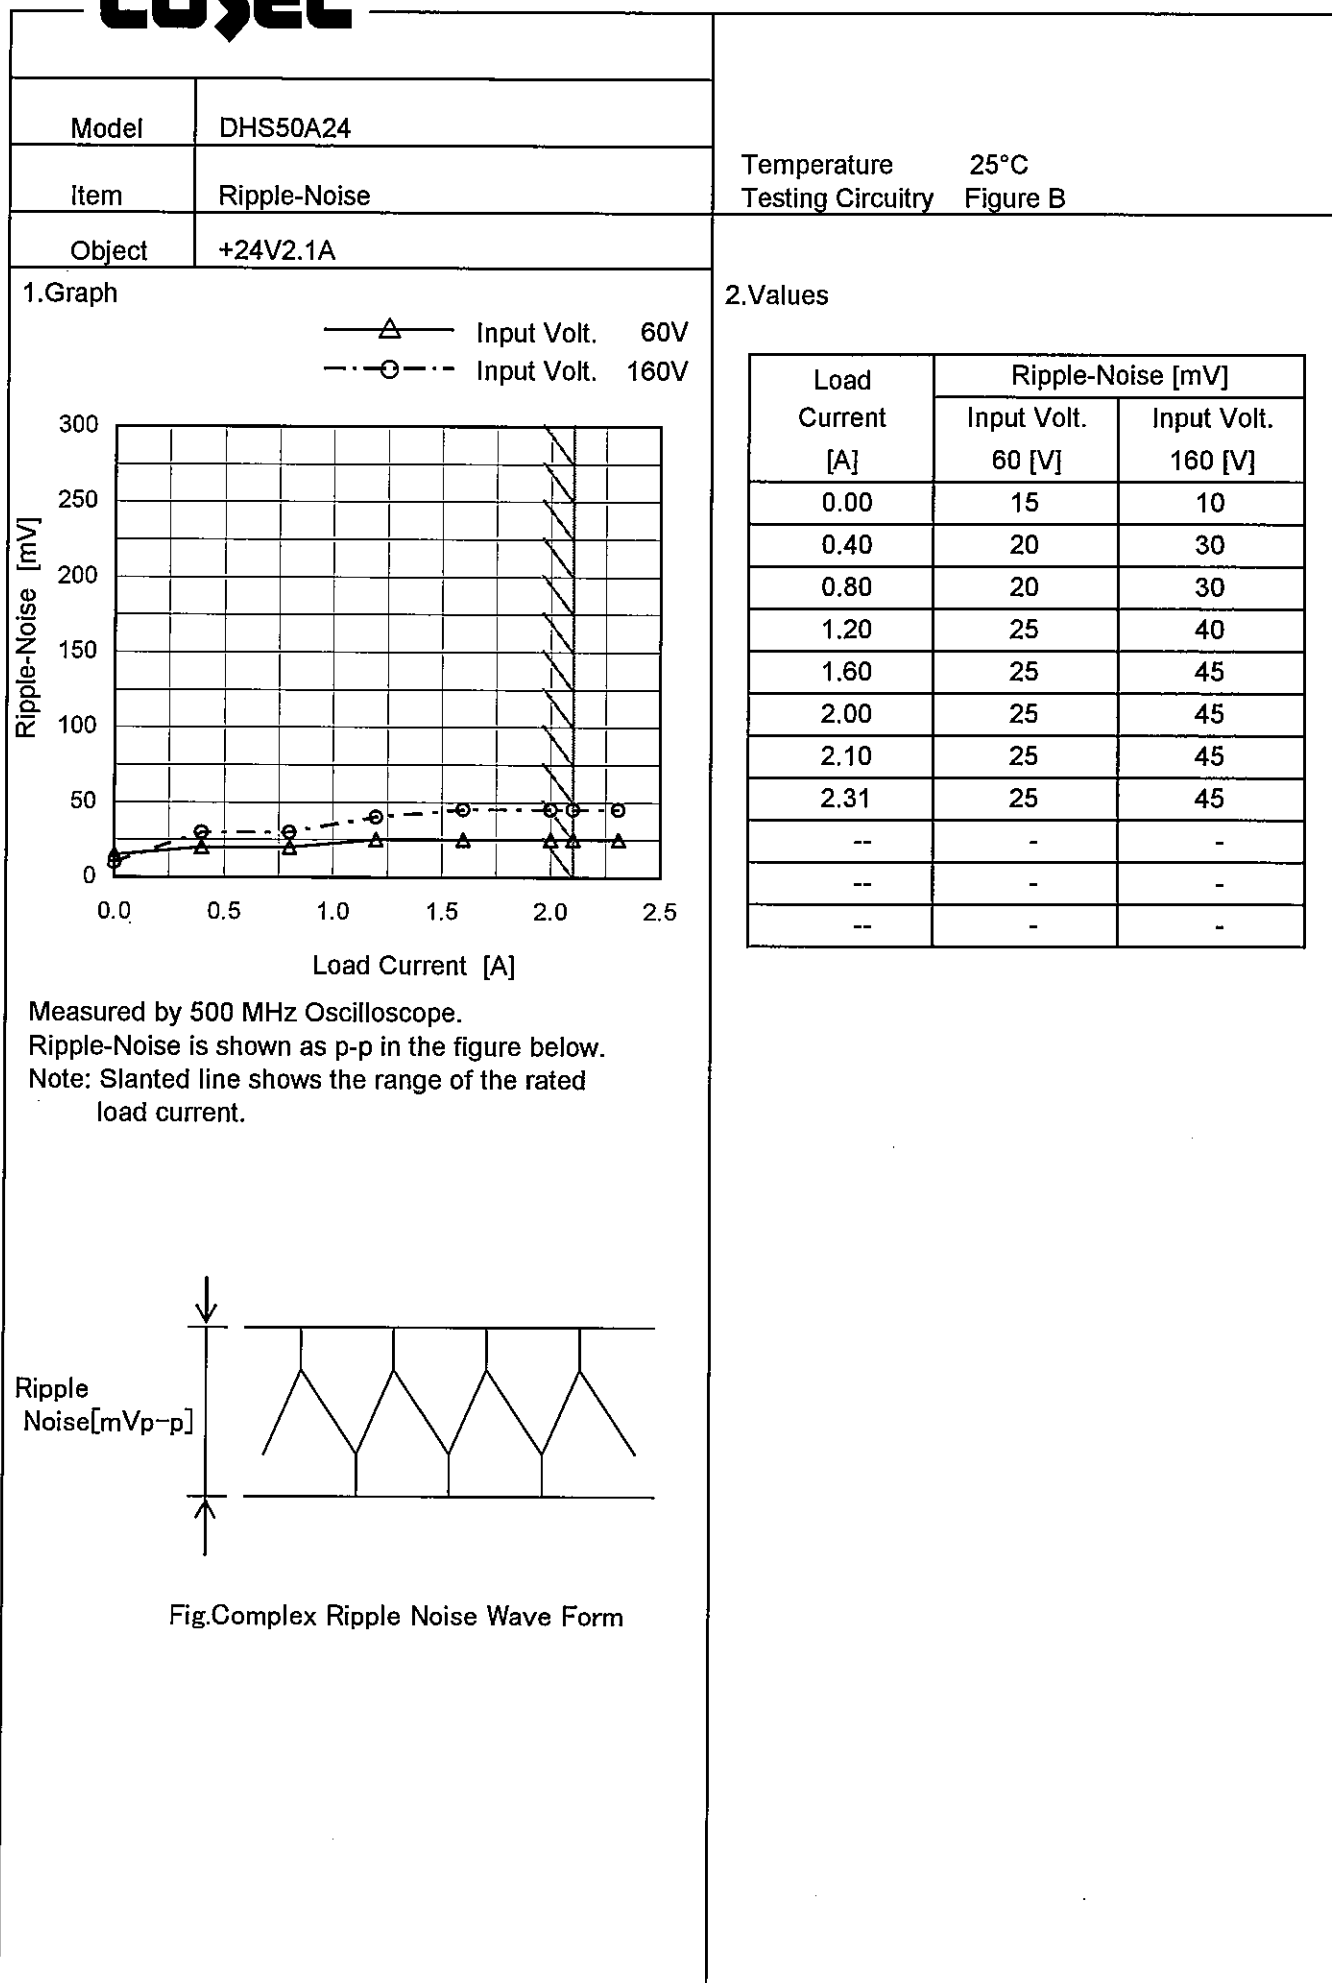 COSEL
Model DHS50A24
Item Ripple-Noise
Object +24V2.1A
Temperature 25°C
Testing Circuitry Figure B
1.Graph
Input Volt. 60V
Input Volt. 160V
Ripple-Noise [mV]
300
250
200
150
100
50
0
0.0 0.5 1.0 1.5 2.0 2.5
Load Current [A]
Measured by 500 MHz Oscilloscope.
Ripple-Noise is shown as p-p in the figure below.
Note: Slanted line shows the range of the rated
load current.
Ripple
Noise[mVp-p]
Fig.Complex Ripple Noise Wave Form
2.Values
Load Ripple-Noise [mV]
Current Input Volt. Input Volt.
[A] 60 [V] 160 [V]
0.00 15 10
0.40 20 30
0.80 20 30
1.20 25 40
1.60 25 45
2.00 25 45
2.10 25 45
2.31 25 45
-- - -
-- - -
-- - -